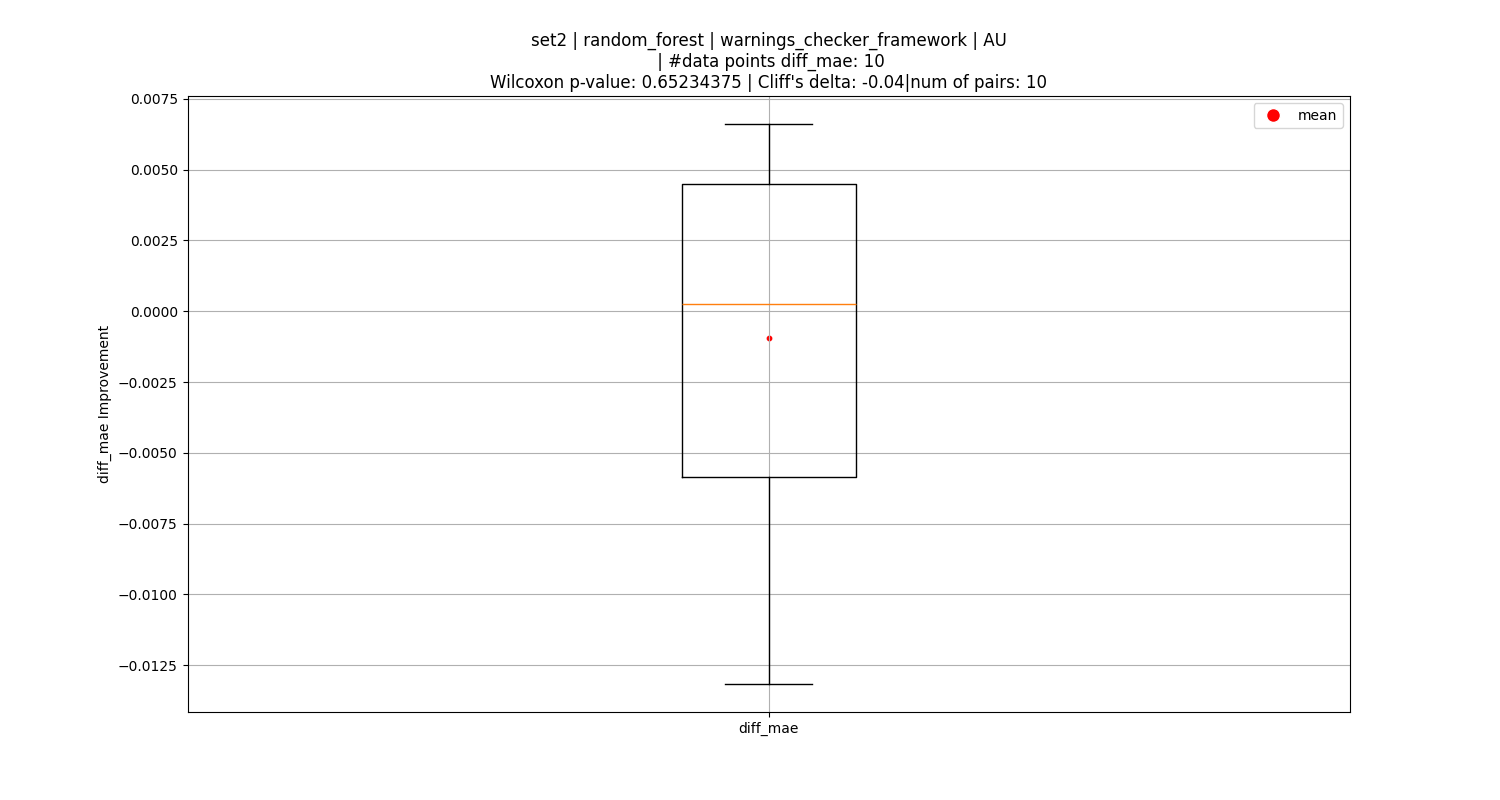 set2 | random_forest | warnings_checker_framework | AU
| #data points diff_mae: 10
Wilcoxon p-value: 0.65234375 | Cliff's delta: -0.04|num of pairs: 10
mean
0.0075
0.0050
0.0025
0.0000
−0.0025
−0.0050
−0.0075
−0.0100
−0.0125
diff_mae Improvement
diff_mae